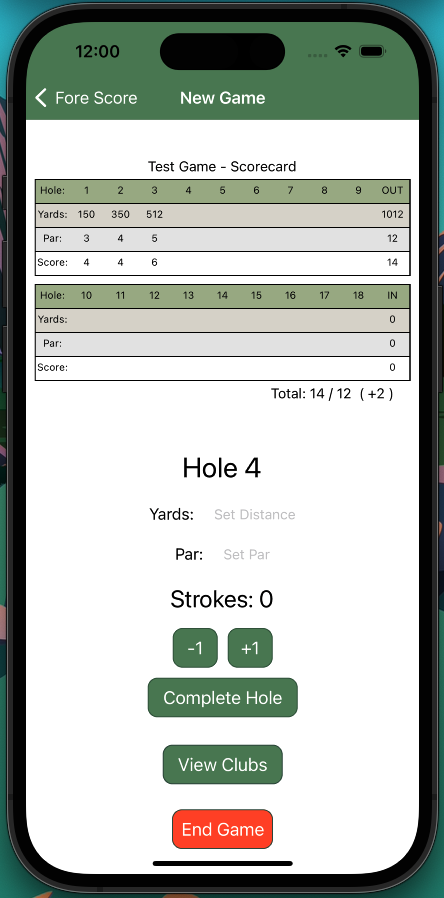 12:00
Fore Score New Game
Test Game - Scorecard
Hole: 1 2 3 4 5 6 7 8 9 OUT
Yards: 150 350 512 1012
Par: 3 4 5 12
Score: 4 4 6 14
Hole: 10 11 12 13 14 15 16 17 18 IN
Yards: 0
Par: 0
Score: 0
Total: 14 / 12 ( +2 )
Hole 4
Yards: Set Distance
Par: Set Par
Strokes: 0
-1 +1
Complete Hole
View Clubs
End Game